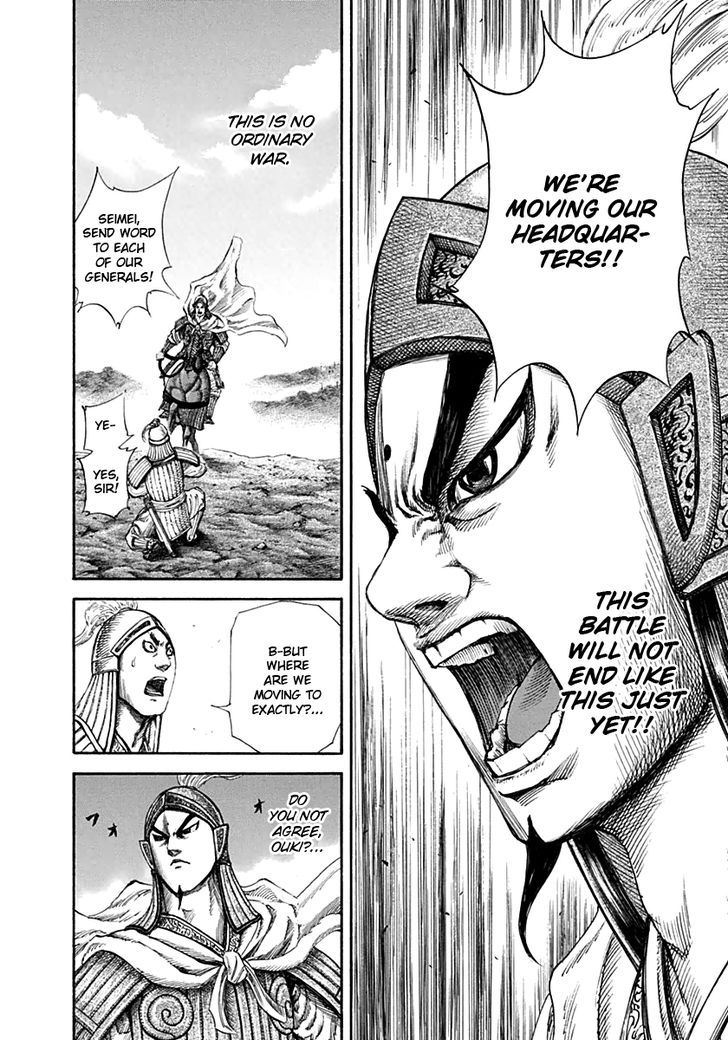 WE'RE
MOVING OUR
HEADQUAR-
TERS!!
THIS
BATTLE
WILL NOT
END LIKE
THIS JUST
YET!!
THIS IS NO
ORDINARY
WAR.
SEIMEI,
SEND WORD
TO EACH
OF OUR
GENERALS!
YE-
YES,
SIR!
B-BUT
WHERE
ARE WE
MOVING TO
EXACTLY?...
DO
YOU NOT
AGREE,
OUKI?...